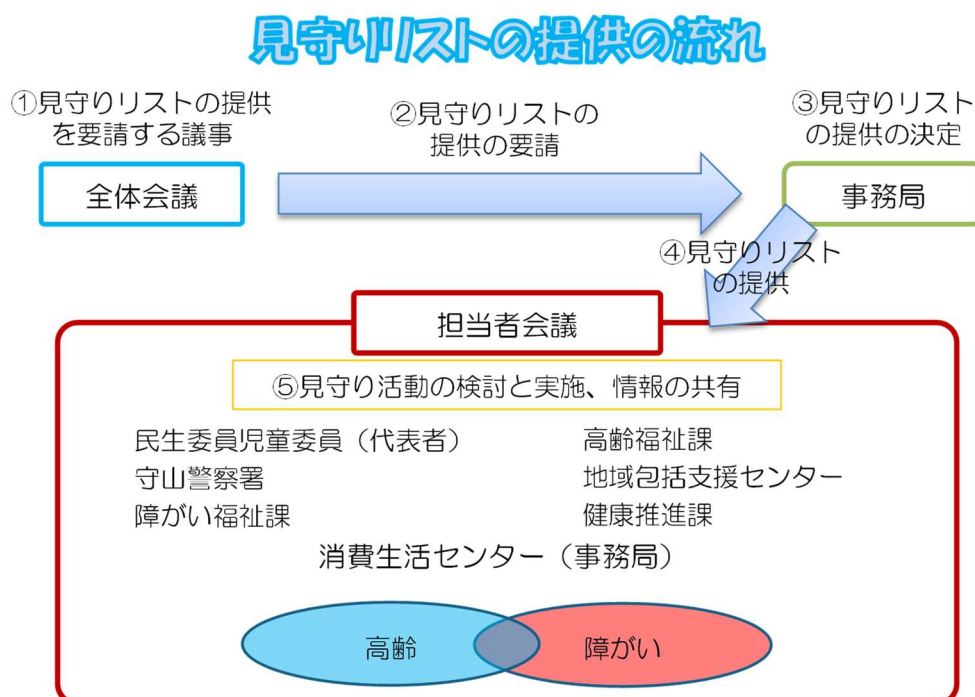 見守りリストの提供の流れ
①見守りリストの提供
を要請する議事
②見守りリストの
提供の要請
③見守りリスト
の提供の決定
全体会議
事務局
④見守りリスト
の提供
担当者会議
⑤見守り活動の検討と実施、情報の共有
民生委員児童委員（代表者）
守山警察署
障がい福祉課
高齢福祉課
地域包括支援センター
健康推進課
消費生活センター（事務局）
高齢
障がい